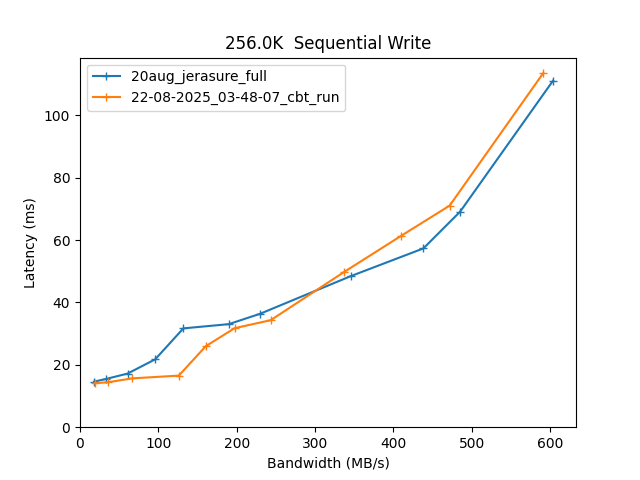 256.0K  Sequential Write
20aug_jerasure_full
22-08-2025_03-48-07_cbt_run
Latency (ms)
100
80
60
40
20
0
0 100 200 300 400 500 600
Bandwidth (MB/s)